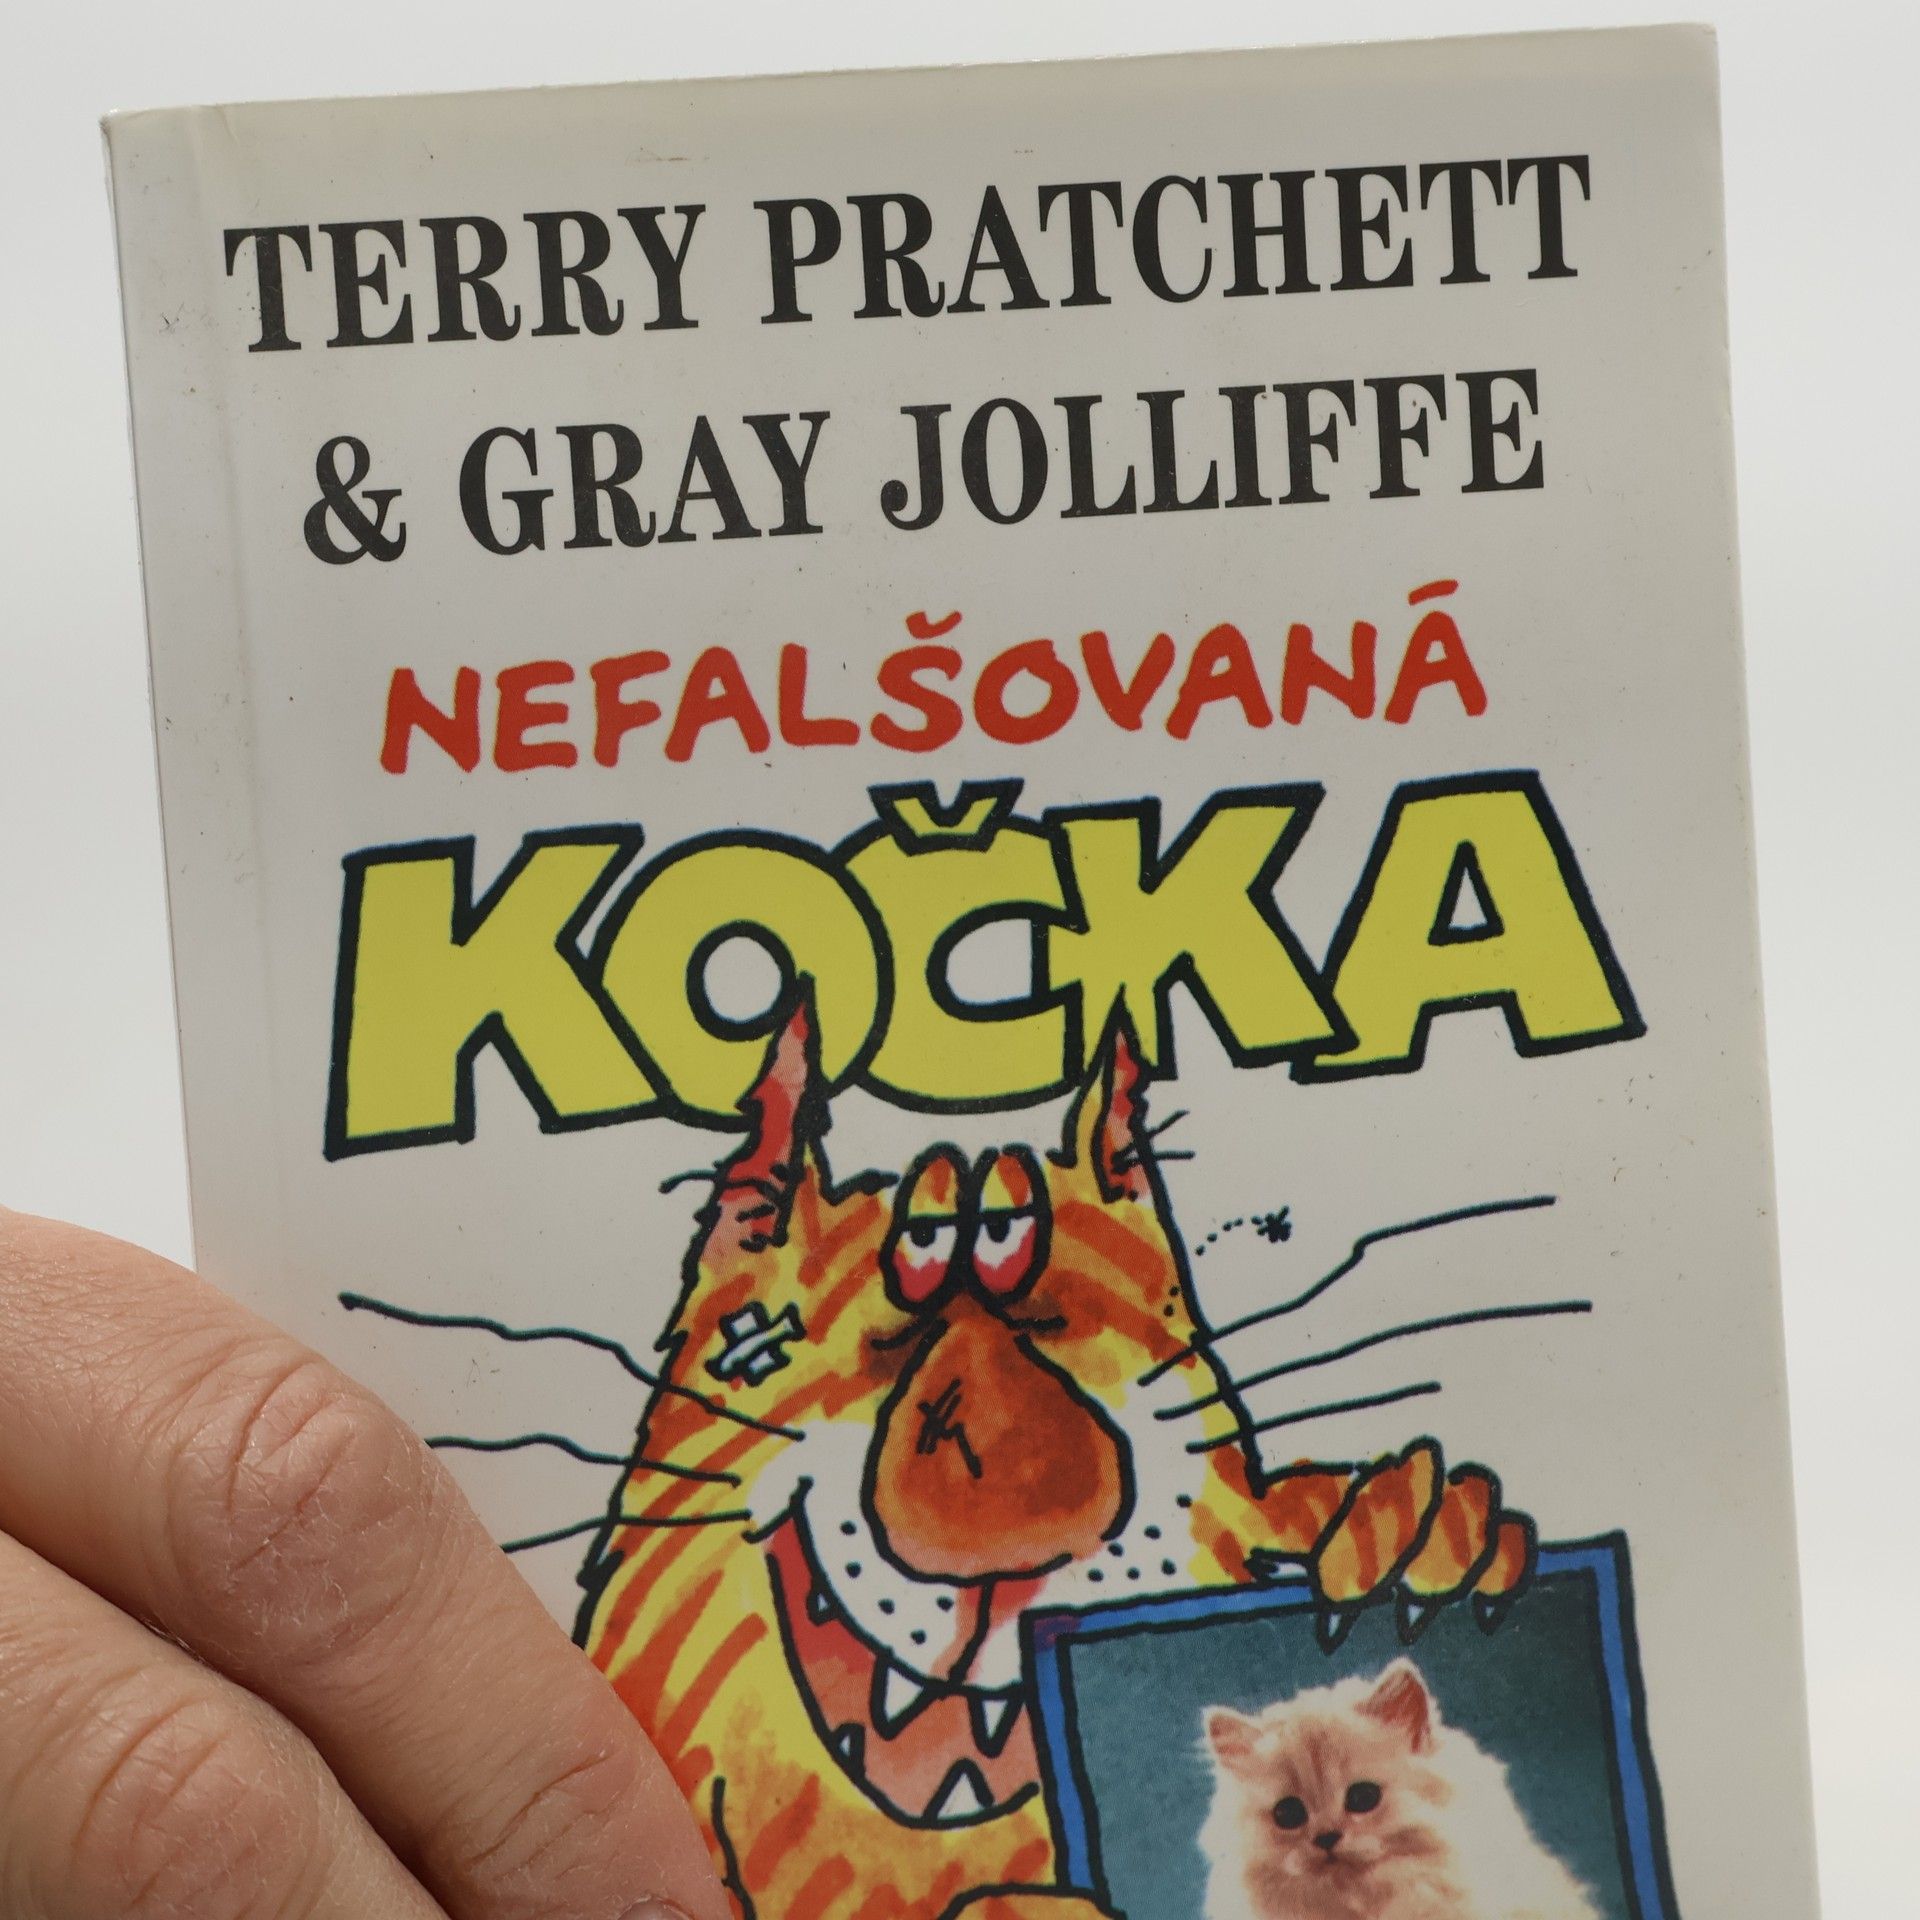 TERRY PRATCHETT
& GRAY JOLLIFFE
NEFALŠOVANÁ
KOČKA